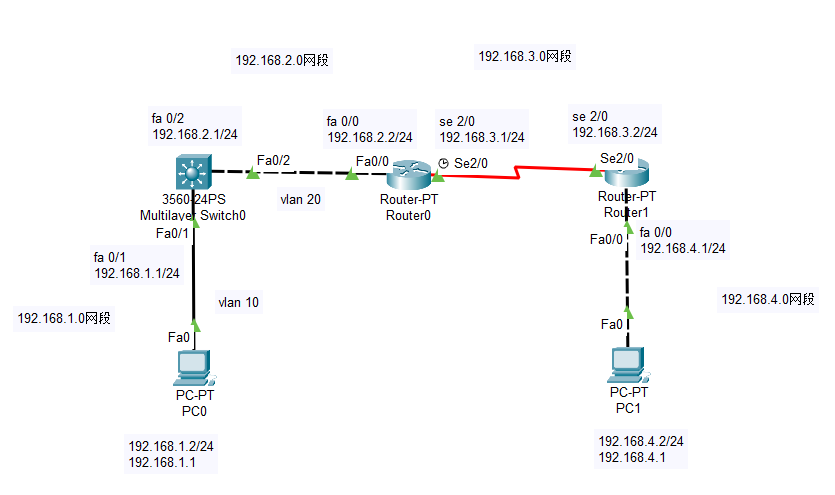 192.168.2.0网段
192.168.3.0网段
fa 0/2
192.168.2.1/24
fa 0/0
192.168.2.2/24
se 2/0
192.168.3.1/24
se 2/0
192.168.3.2/24
Fa0/2
Fa0/0
Se2/0
Se2/0
3560-24PS
Multilayer Switch0
vlan 20
Router-PT
Router0
Router-PT
Router1
Fa0/1
fa 0/1
192.168.1.1/24
Fa0/0
fa 0/0
192.168.4.1/24
192.168.1.0网段
vlan 10
192.168.4.0网段
Fa0
PC-PT
PC0
Fa0
PC-PT
PC1
192.168.1.2/24
192.168.1.1
192.168.4.2/24
192.168.4.1